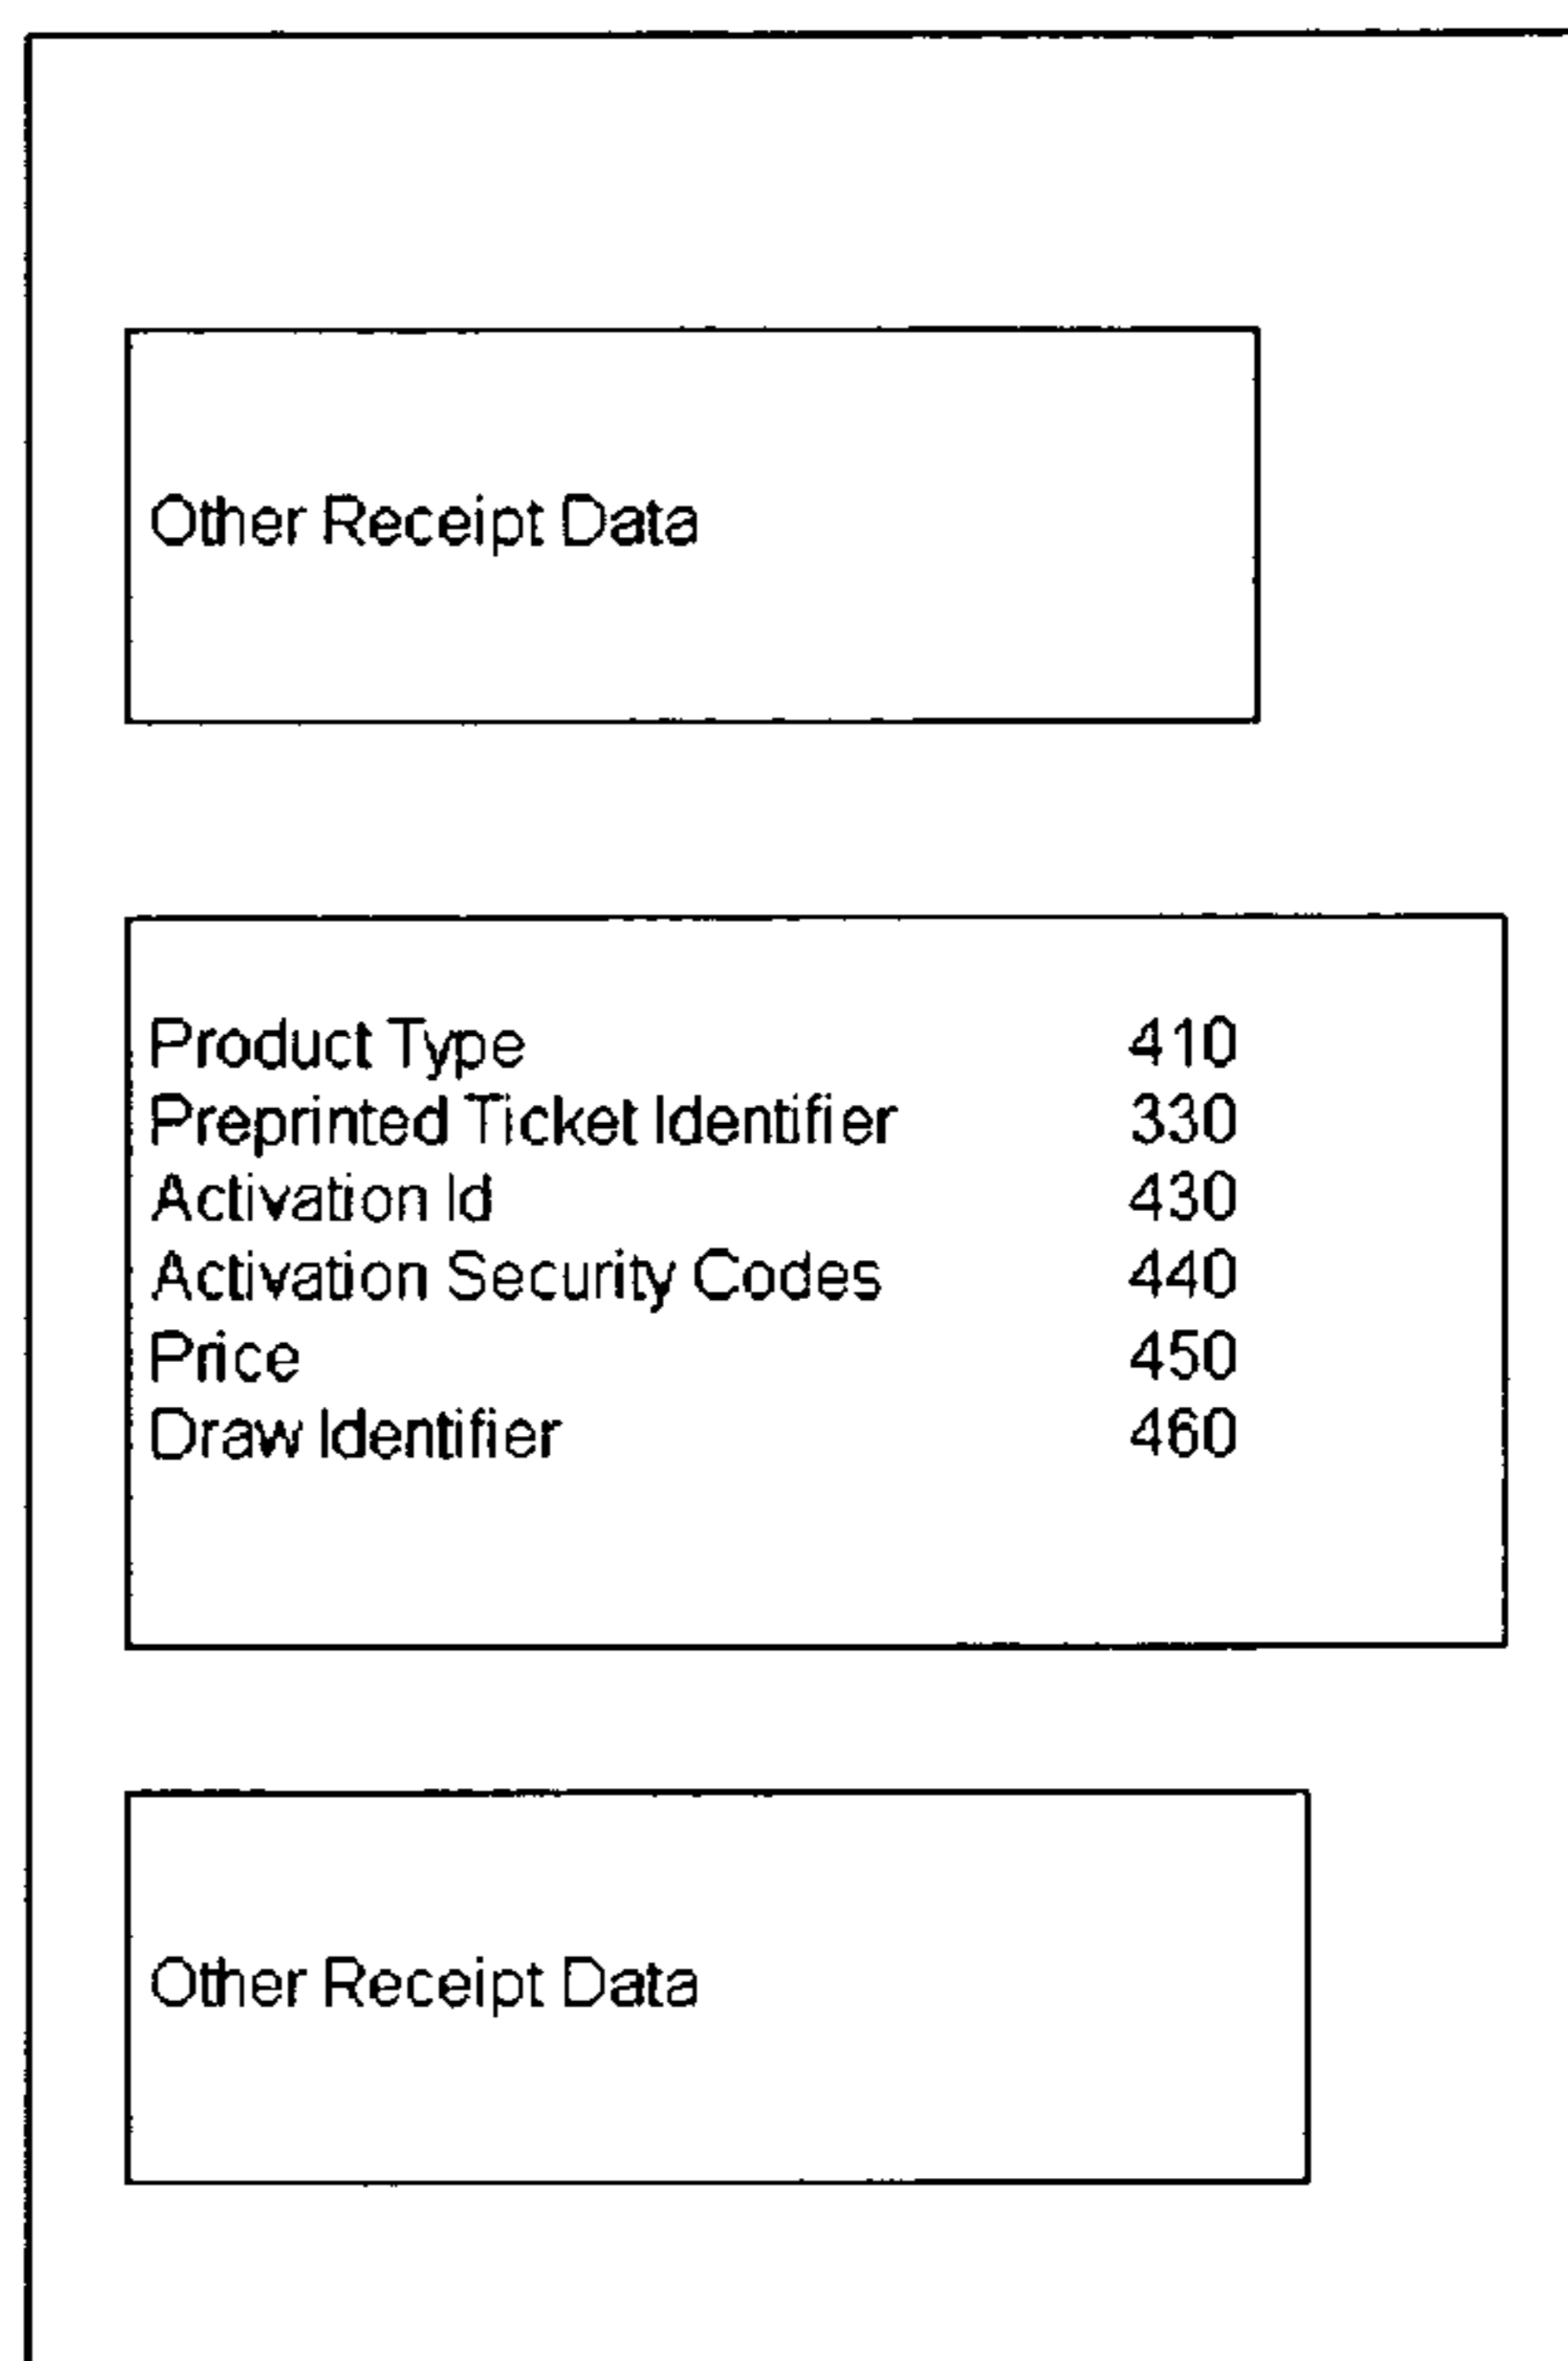 Other Receipt Data
Product Type 410
Preprinted Ticket Identifier 330
Activation Id 430
Activation Security Codes 440
Price 450
Draw Identifier 460
Other Receipt Data